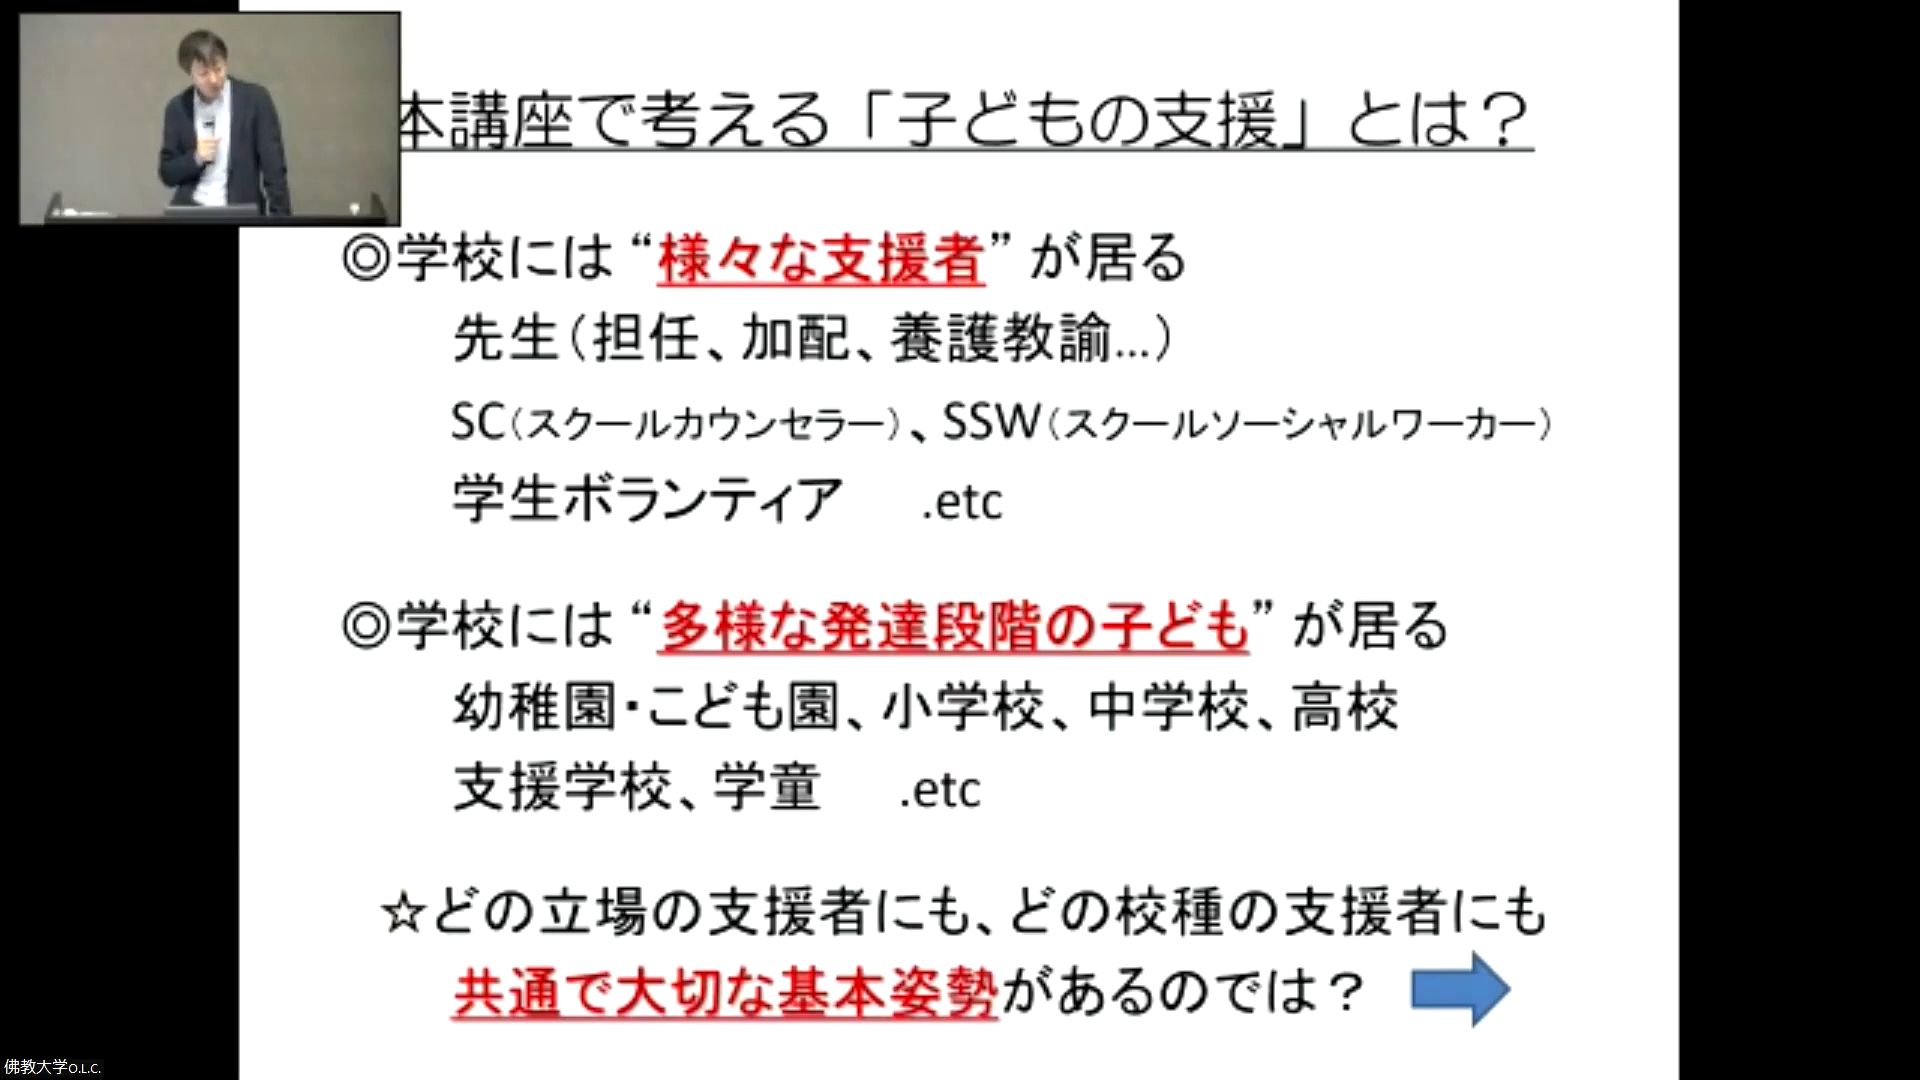 本講座で考える「子どもの支援」とは？
◎学校には“様々な支援者”が居る
先生（担任、加配、養護教諭…）
SC（スクールカウンセラー）、SSW（スクールソーシャルワーカー）
学生ボランティア　.etc
◎学校には“多様な発達段階の子ども”が居る
幼稚園・こども園、小学校、中学校、高校
支援学校、学童　.etc
☆どの立場の支援者にも、どの校種の支援者にも
共通で大切な基本姿勢があるのでは？
佛教大学O.L.C.